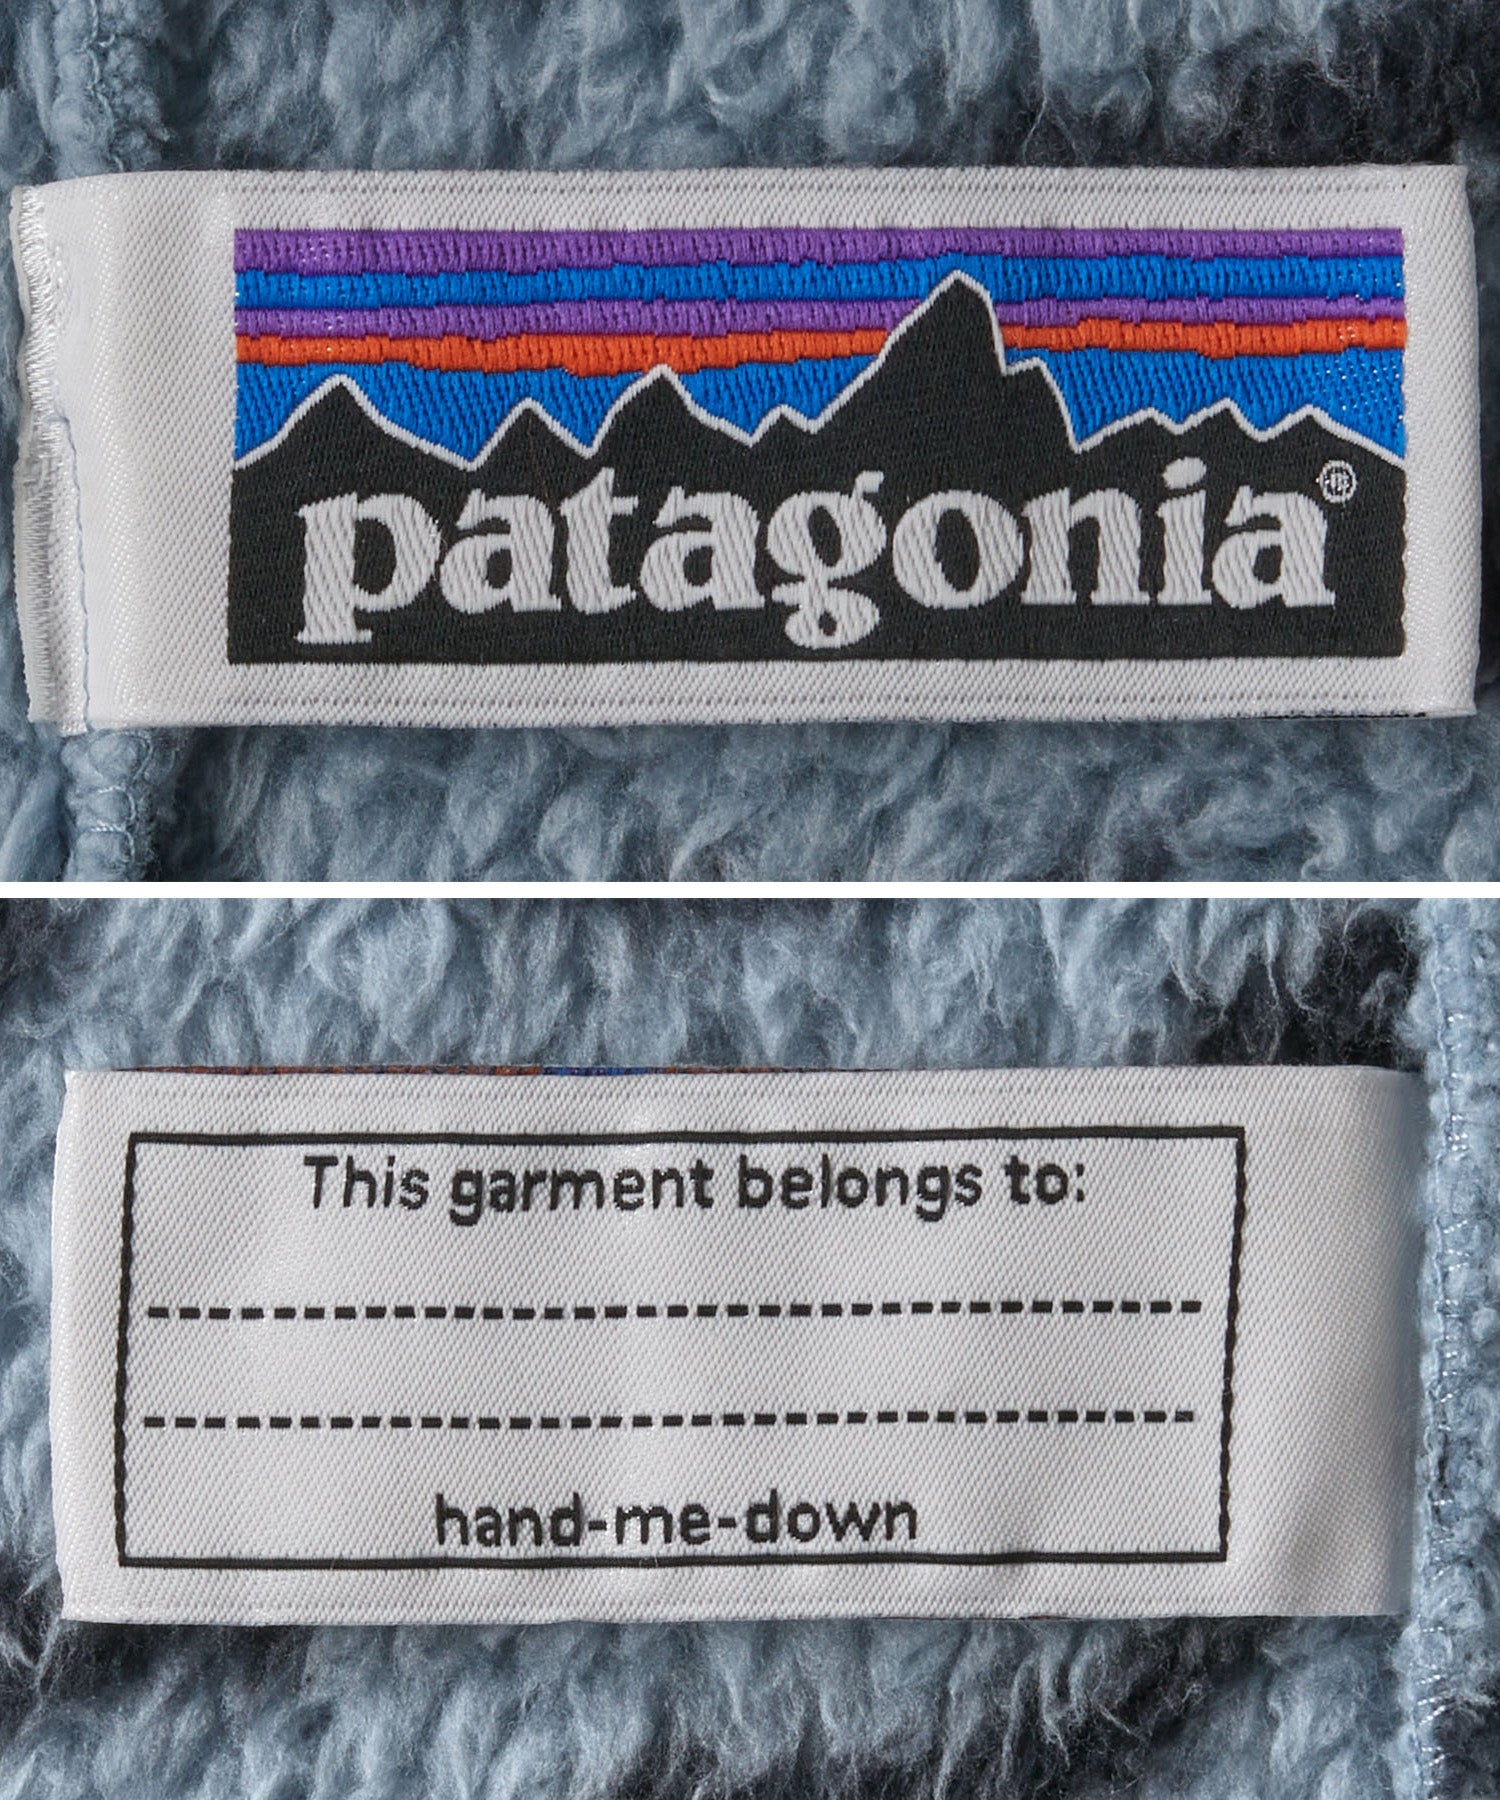 patagonia®
This garment belongs to:
hand-me-down